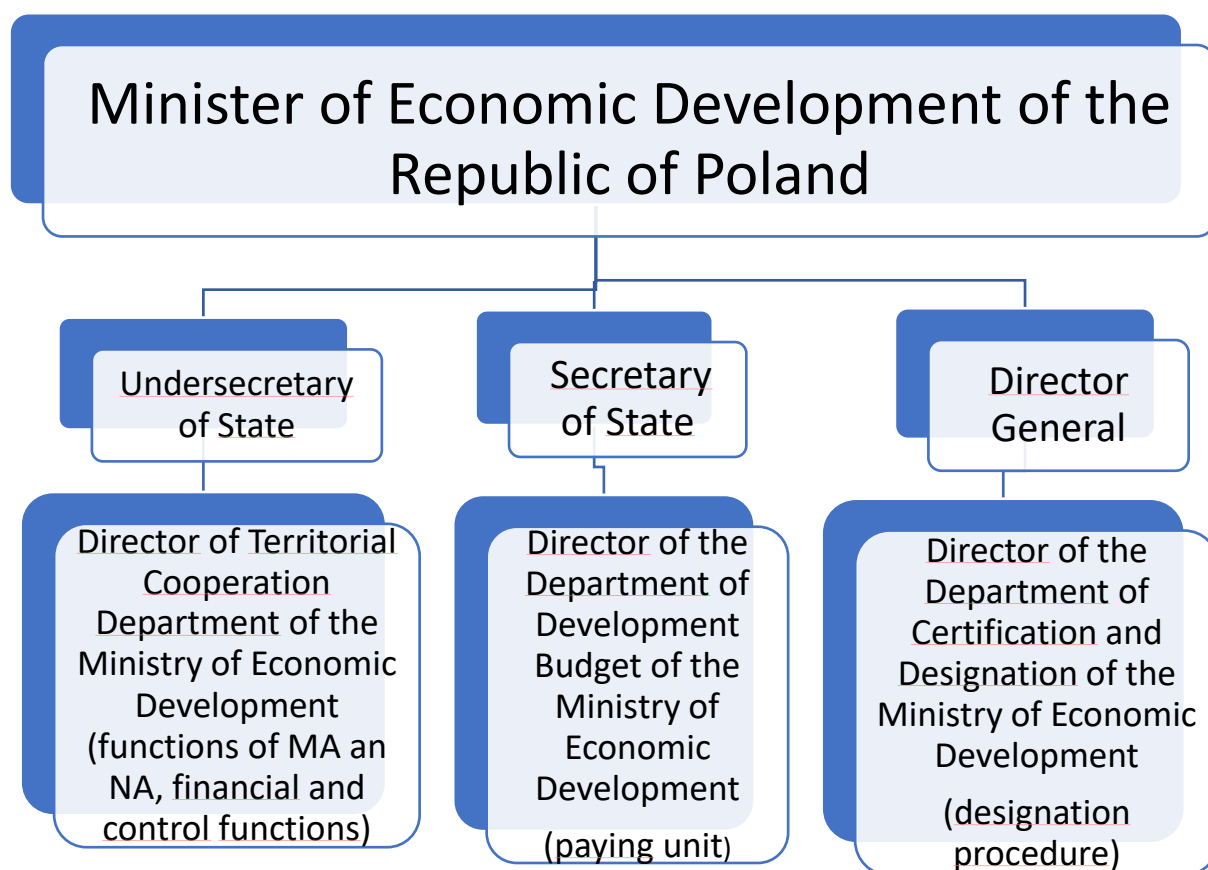 Minister of Economic Development of the
Republic of Poland
Undersecretary
of State
Secretary
of State
Director
General
Director of Territorial
Cooperation
Department of the
Ministry of Economic
Development
(functions of MA an
NA, financial and
control functions)
Director of the
Department of
Development
Budget of the
Ministry of
Economic
Development
(paying unit)
Director of the
Department of
Certification and
Designation of the
Ministry of Economic
Development
(designation
procedure)